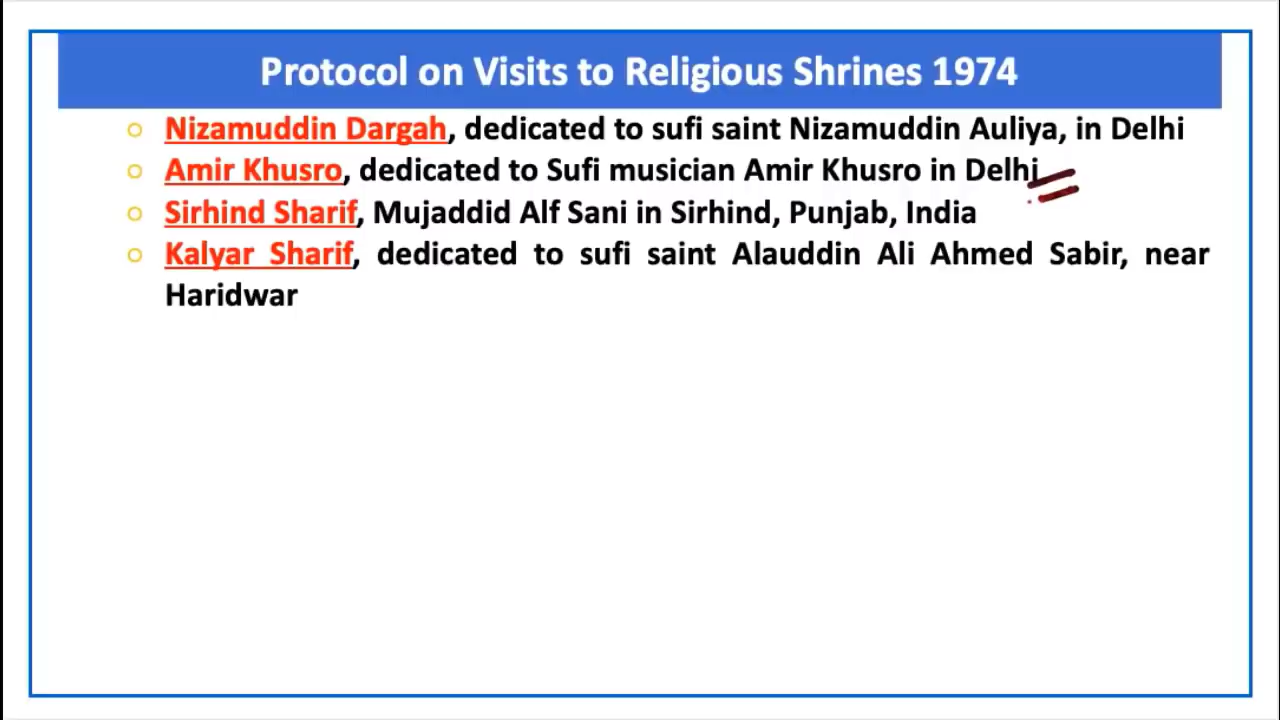 Protocol on Visits to Religious Shrines 1974
Nizamuddin Dargah, dedicated to sufi saint Nizamuddin Auliya, in Delhi
Amir Khusro, dedicated to Sufi musician Amir Khusro in Delhi
Sirhind Sharif, Mujaddid Alf Sani in Sirhind, Punjab, India
Kalyar Sharif, dedicated to sufi saint Alauddin Ali Ahmed Sabir, near
Haridwar